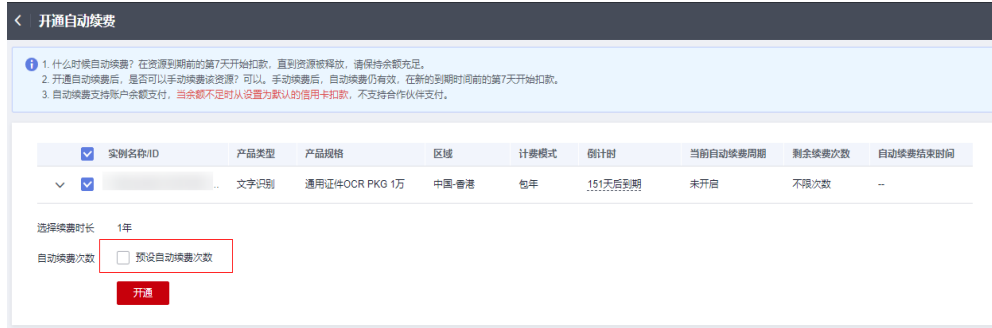 开通自动续费
1. 什么时候自动续费？在资源到期前的第7天开始扣款，直到资源被释放，请保持余额充足。
2. 开通自动续费后，是否可以手动续费该资源？可以。手动续费后，自动续费仍有效，在新的到期时间前的第7天开始扣款。
3. 自动续费支持账户余额支付，当余额不足时从设置为默认的信用卡扣款，不支持合作伙伴支付。
实例名称/ID 产品类型 产品规格 区域 计费模式 倒计时 当前自动续费周期 剩余续费次数 自动续费结束时间
... 文字识别 通用证件OCR PKG 1万 中国-香港 包年 151天后到期 未开启 不限次数 --
选择续费时长 1年
自动续费次数 预设自动续费次数
开通